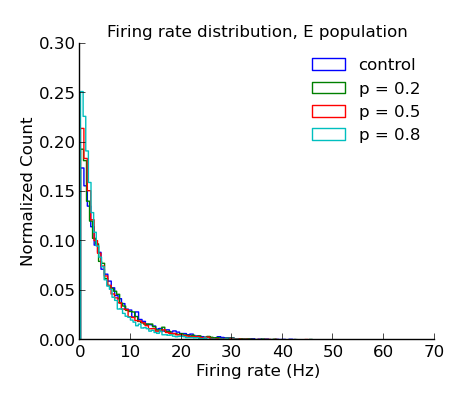 Firing rate distribution, E population
0.30
0.25
0.20
0.15
0.10
0.05
0.00
Normalized Count
control
p = 0.2
p = 0.5
p = 0.8
0 10 20 30 40 50 60 70
Firing rate (Hz)